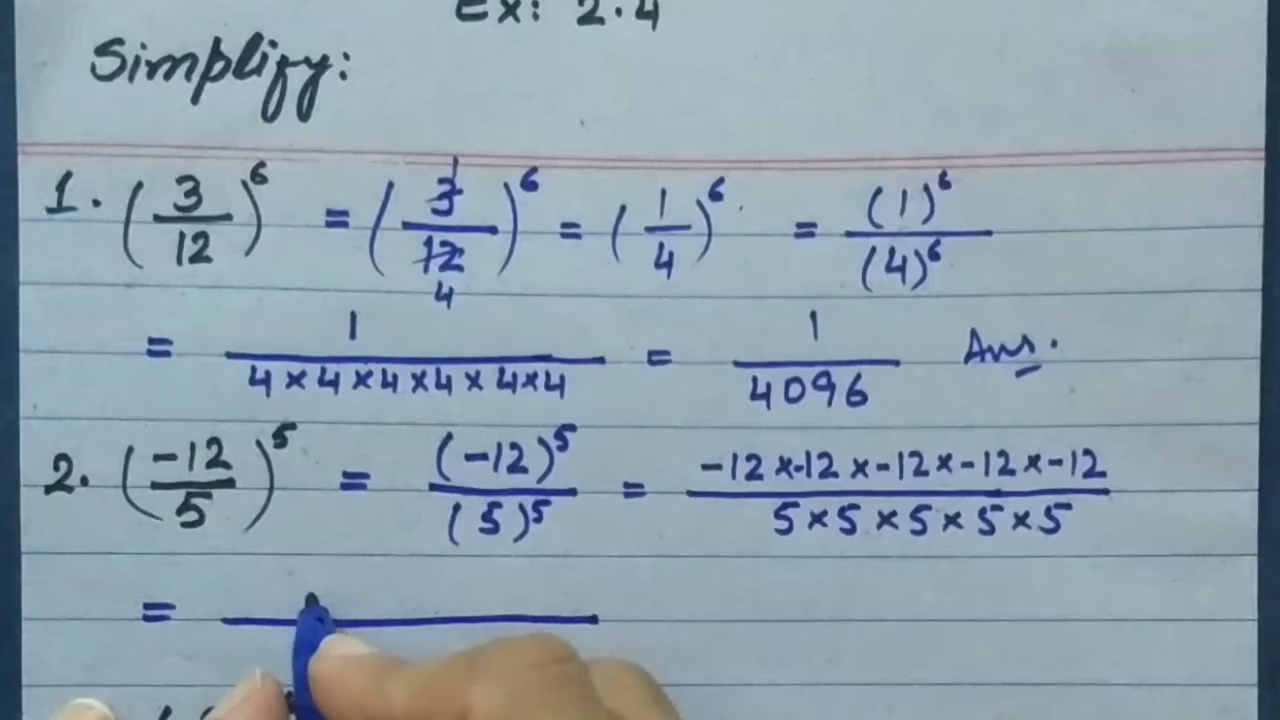 Ex: 2.4
Simplify:
1. (3/12)^6 = (3/12)^6 1 4 = (1/4)^6 = (1)^6/(4)^6
= 1/4×4×4×4×4×4 = 1/4096 Ans.
2. (-12/5)^5 = (-12)^5/(5)^5 = -12×-12×-12×-12×-12/5×5×5×5×5
=